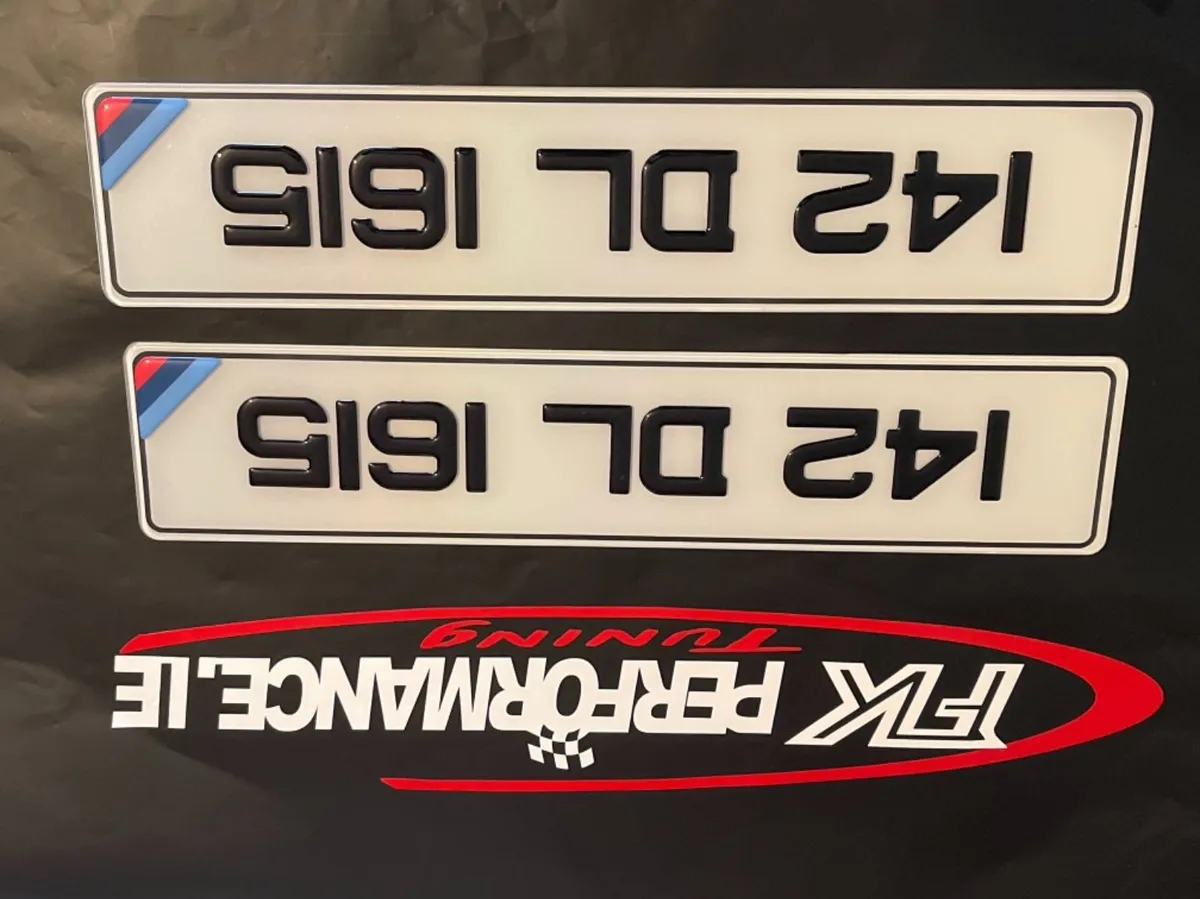 FK PERFORMANCE.IE
TUNING
142 DL 1615
142 DL 1615